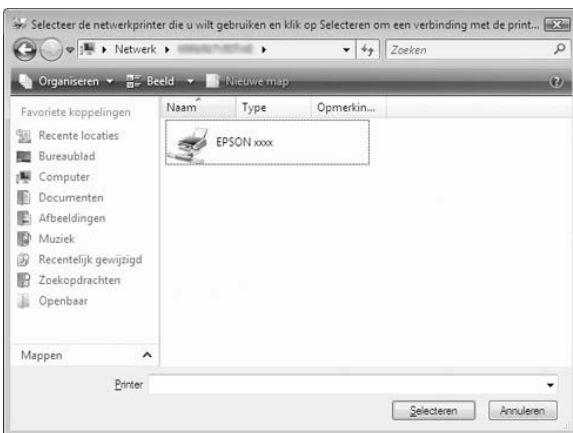 Selecteer de netwerkprinter die u wilt gebruiken en klik op Selecteren om een verbinding met de print...
Netwerk
Zoeken
Organiseren
Beeld
Nieuwe map
Favoriete koppelingen
Recente locaties
Bureaublad
Computer
Documenten
Afbeeldingen
Muziek
Recentelijk gewijzigd
Zoekopdrachten
Openbaar
Mappen
Naam Type Opmerkin...
EPSON xxxx
Printer
Selecteren Annuleren